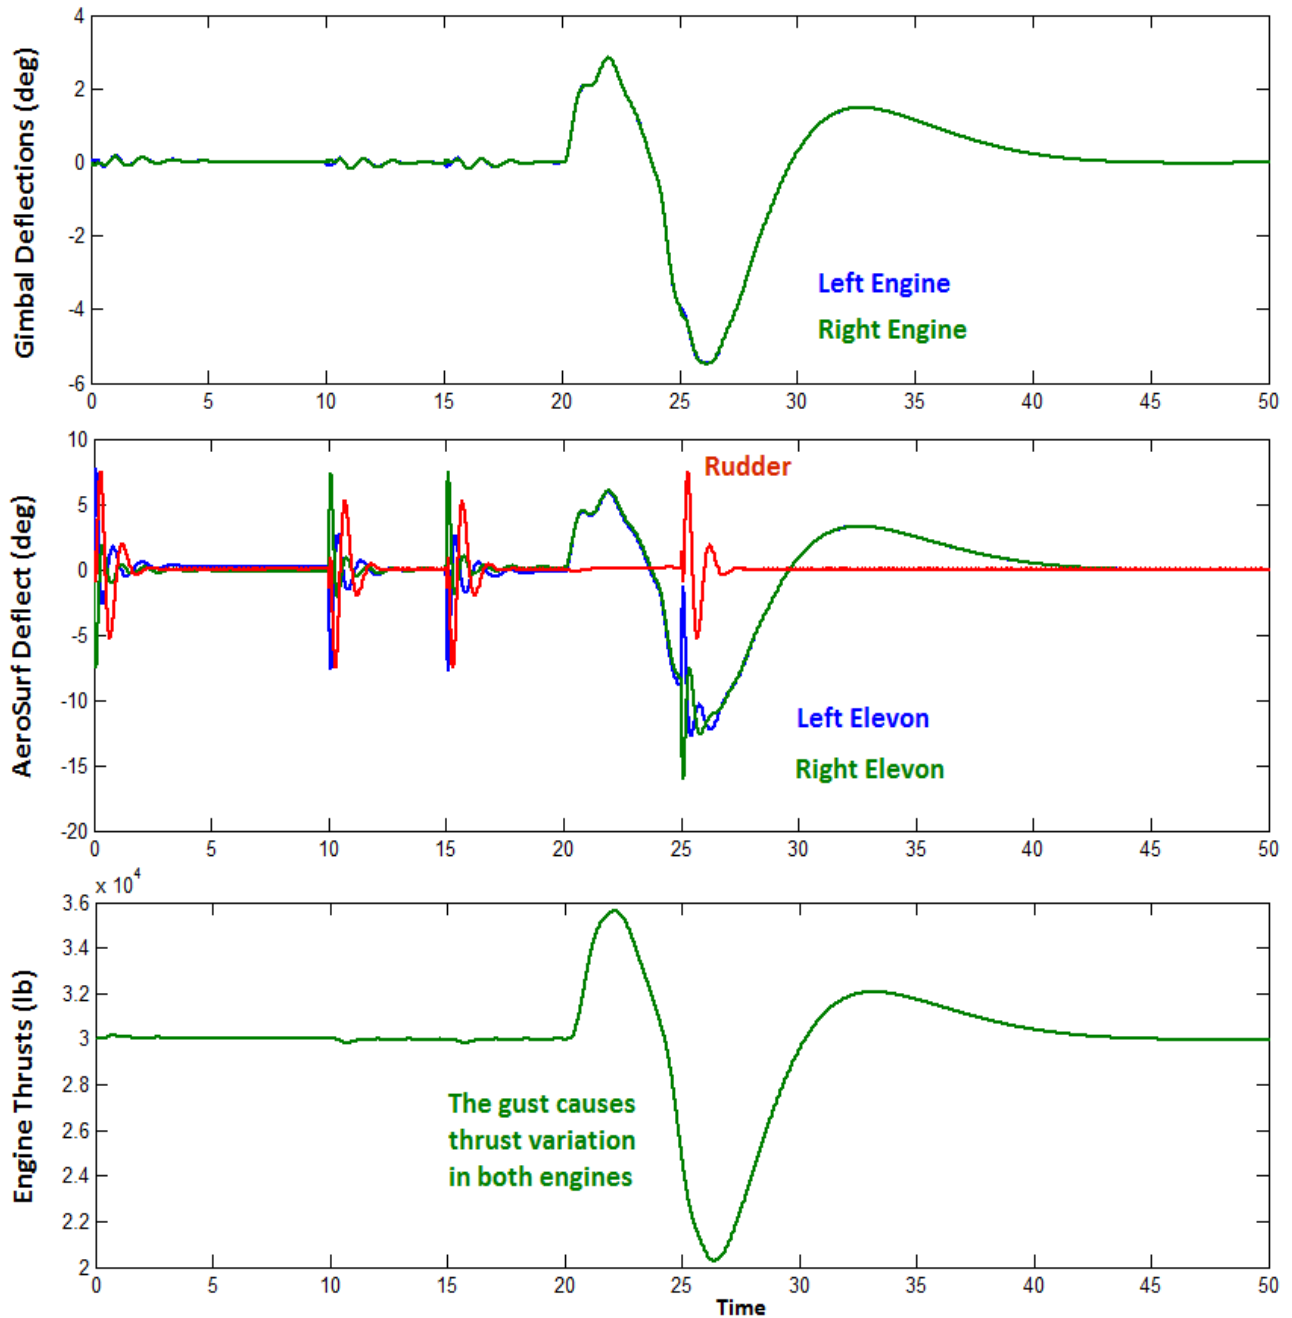 Gimbal Deflections (deg)
4
2
0
-2
-4
-6
Left Engine
Right Engine
0 5 10 15 20 25 30 35 40 45 50
AeroSurf Deflect (deg)
10
5
0
-5
-10
-15
-20
Rudder
Left Elevon
Right Elevon
0 5 10 15 20 25 30 35 40 45 50
x 10^4
Engine Thrusts (lb)
3.6
3.4
3.2
3
2.8
2.6
2.4
2.2
2
The gust causes
thrust variation
in both engines
0 5 10 15 20 25 30 35 40 45 50
Time